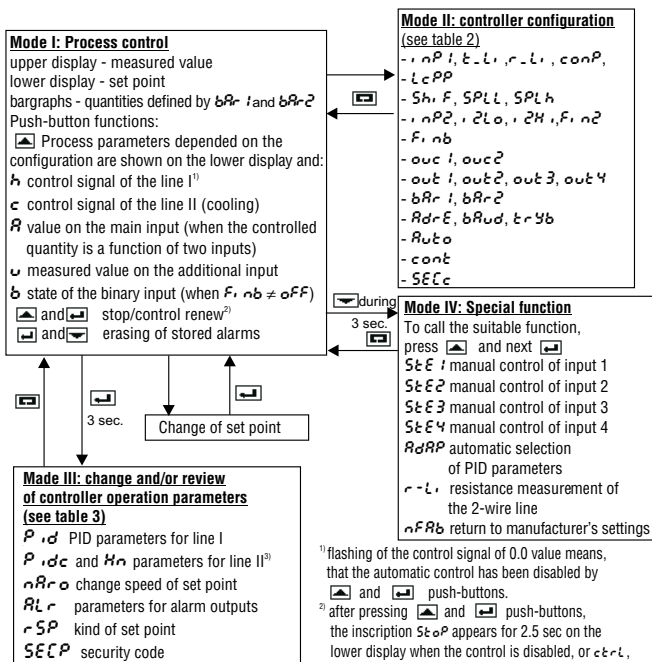 Mode I: Process control
upper display - measured value
lower display - set point
bargraphs - quantities defined by bAr1 and bAr2
Push-button functions:
Process parameters depended on the
configuration are shown on the lower display and:
h control signal of the line I1)
c control signal of the line II (cooling)
A value on the main input (when the controlled
quantity is a function of two inputs)
u measured value on the additional input
b state of the binary input (when Finb ≠ oFF)
and stop/control renew2)
and erasing of stored alarms
Mode II: controller configuration
(see table 2)
- inP1, t_Li, r_Li, conP,
- LcPP
- ShiF, SPLL, SPLh
- inP2, i2Lo, i2Hi, Fin2
- Finb
- ouc1, ouc2
- out1, out2, out3, out4
- bAr1, bAr2
- AdrE, bAud, trYb
- Auto
- cont
- SECc
during
3 sec.
Mode IV: Special function
To call the suitable function,
press and next
StE1 manual control of input 1
StE2 manual control of input 2
StE3 manual control of input 3
StE4 manual control of input 4
AdAP automatic selection
of PID parameters
r-Li resistance measurement of
the 2-wire line
nFAb return to manufacturer's settings
3 sec.
Change of set point
Made III: change and/or review
of controller operation parameters
(see table 3)
Pid PID parameters for line I
Pidc and Hn parameters for line II3)
nAro change speed of set point
ALr parameters for alarm outputs
rSP kind of set point
SECP security code
1) flashing of the control signal of 0.0 value means,
that the automatic control has been disabled by
and push-buttons.
2) after pressing and push-buttons,
the inscription StoP appears for 2.5 sec on the
lower display when the control is disabled, or ctrL,